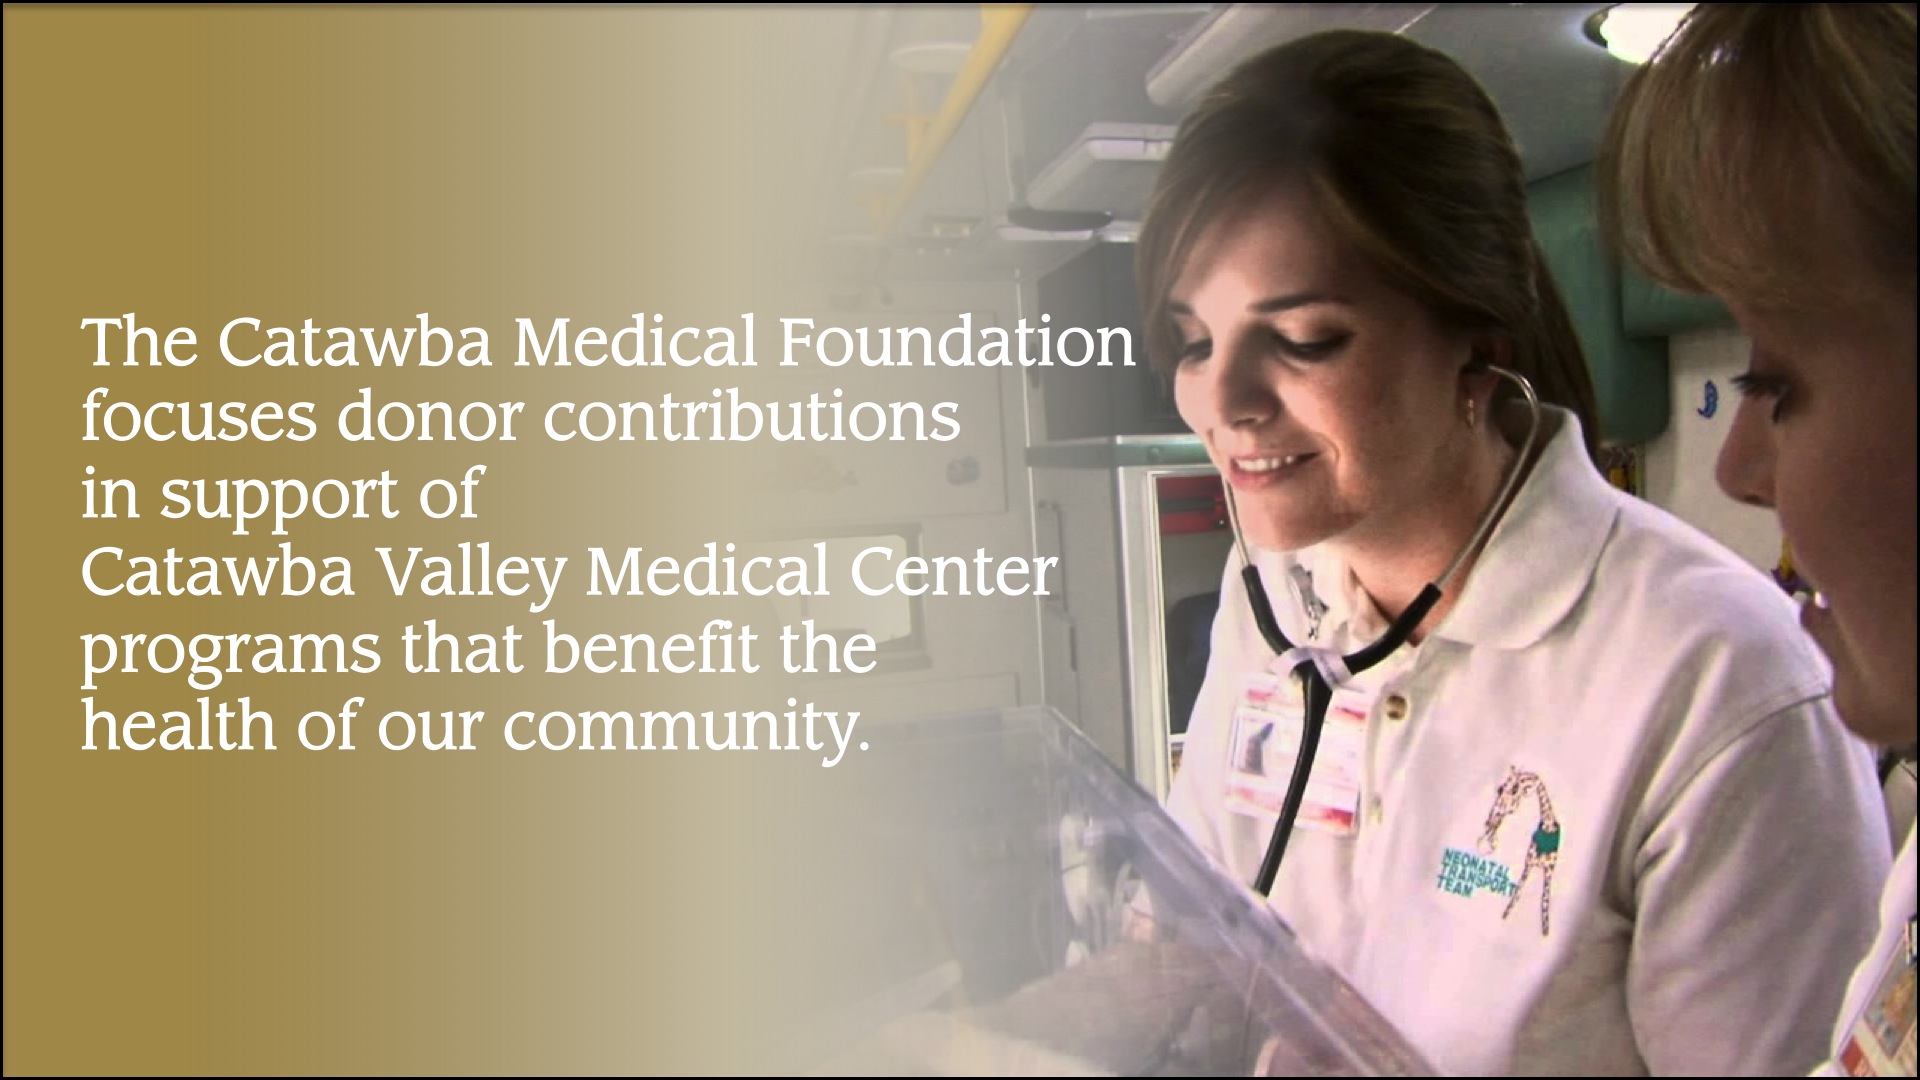 The Catawba Medical Foundation
focuses donor contributions
in support of
Catawba Valley Medical Center
programs that benefit the
health of our community.
NEONATAL
TRANSPORT
TEAM